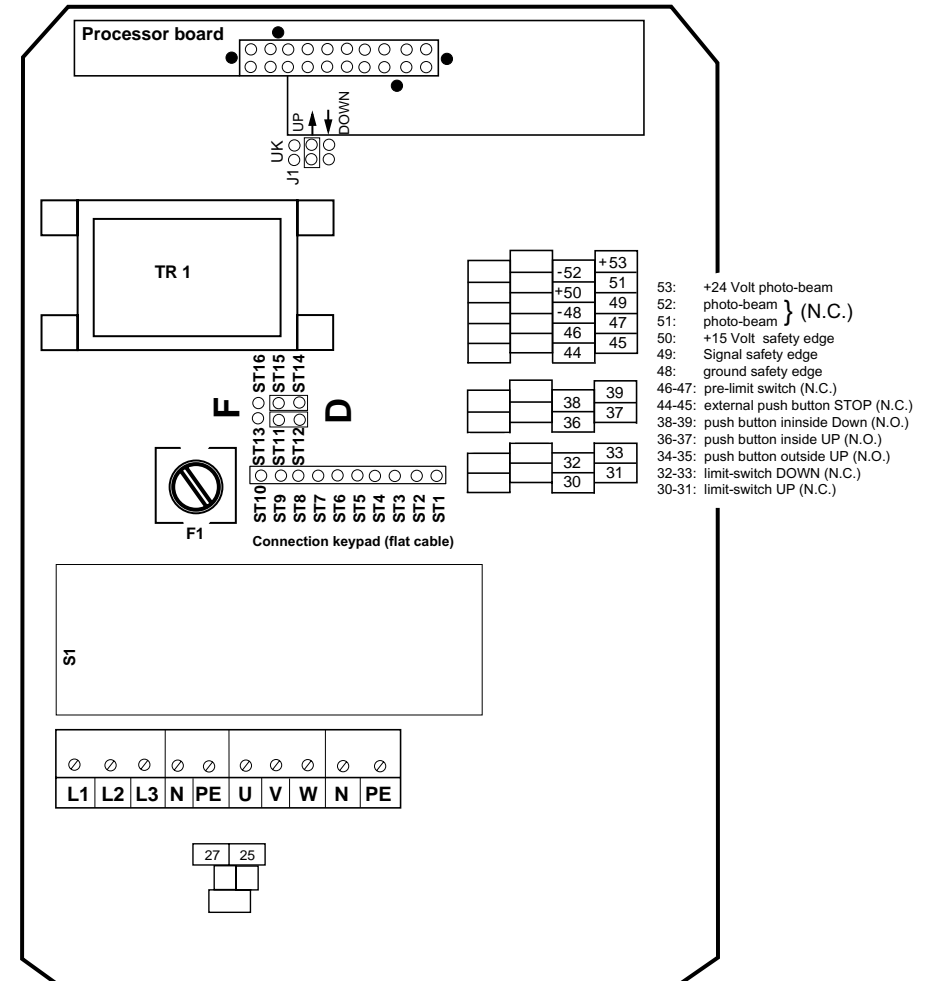 Processor board
UP
DOWN
UK
J1
TR 1
+53
-52
51
+50
49
-48
47
46
45
44
39
38
37
36
33
32
31
30
53: +24 Volt photo-beam
52: photo-beam } (N.C.)
51: photo-beam
50: +15 Volt safety edge
49: Signal safety edge
48: ground safety edge
46-47: pre-limit switch (N.C.)
44-45: external push button STOP (N.C.)
38-39: push button ininside Down (N.O.)
36-37: push button inside UP (N.O.)
34-35: push button outside UP (N.O.)
32-33: limit-switch DOWN (N.C.)
30-31: limit-switch UP (N.C.)
ST16 ST15 ST14
F D
ST13 ST11 ST12
F1
ST10 ST9 ST8 ST7 ST6 ST5 ST4 ST3 ST2 ST1
Connection keypad (flat cable)
S1
L1 L2 L3 N PE U V W N PE
27 25